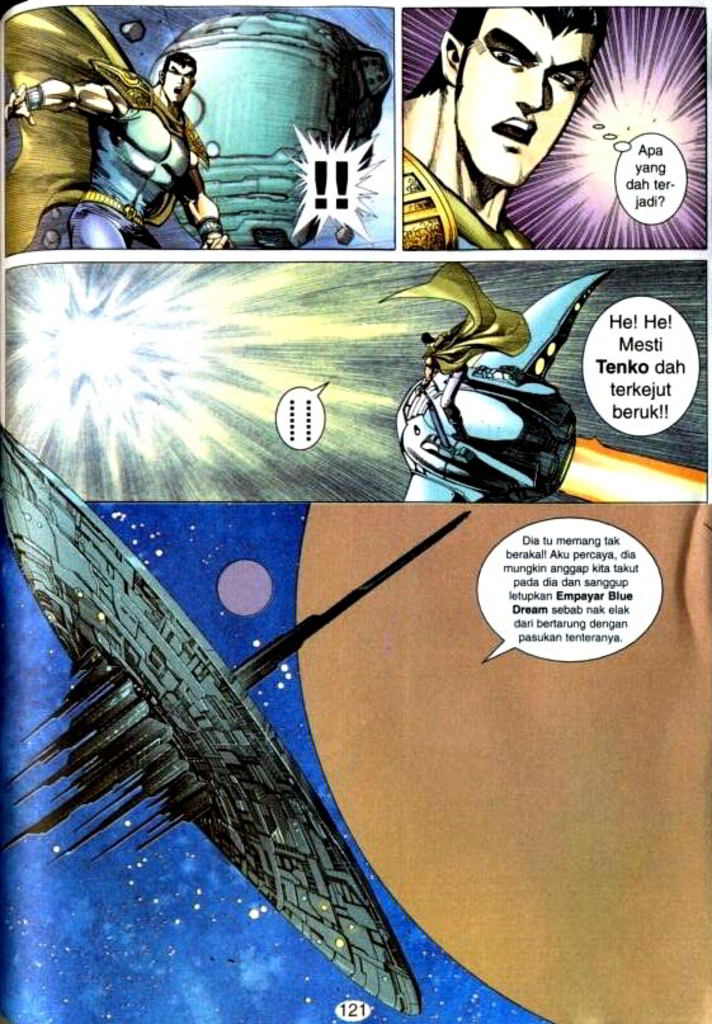 !!
Apa
yang
dah ter-
jadi?
He! He!
Mesti
Tenko dah
terkejut
beruk!!
Dia tu memang tak
berakal! Aku percaya, dia
mungkin anggap kita takut
pada dia dan sanggup
letupkan Empayar Blue
Dream sebab nak elak
dari bertarung dengan
pasukan tenteranya.
121